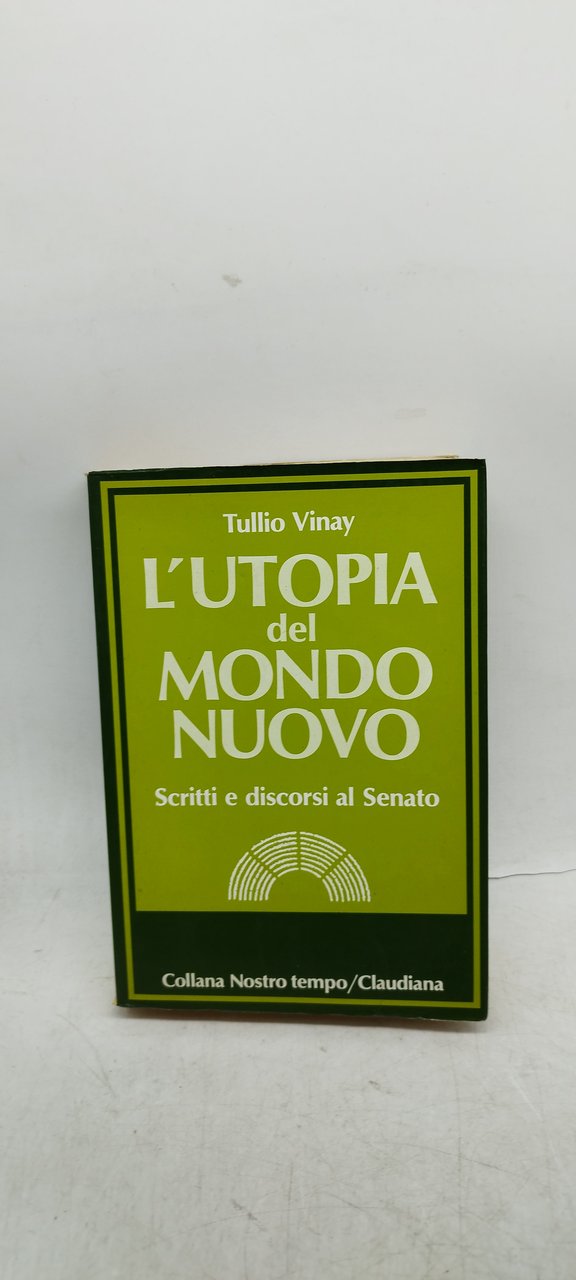 Tullio Vinay
L'UTOPIA
del
MONDO
NUOVO
Scritti e discorsi al Senato
Collana Nostro tempo/Claudiana